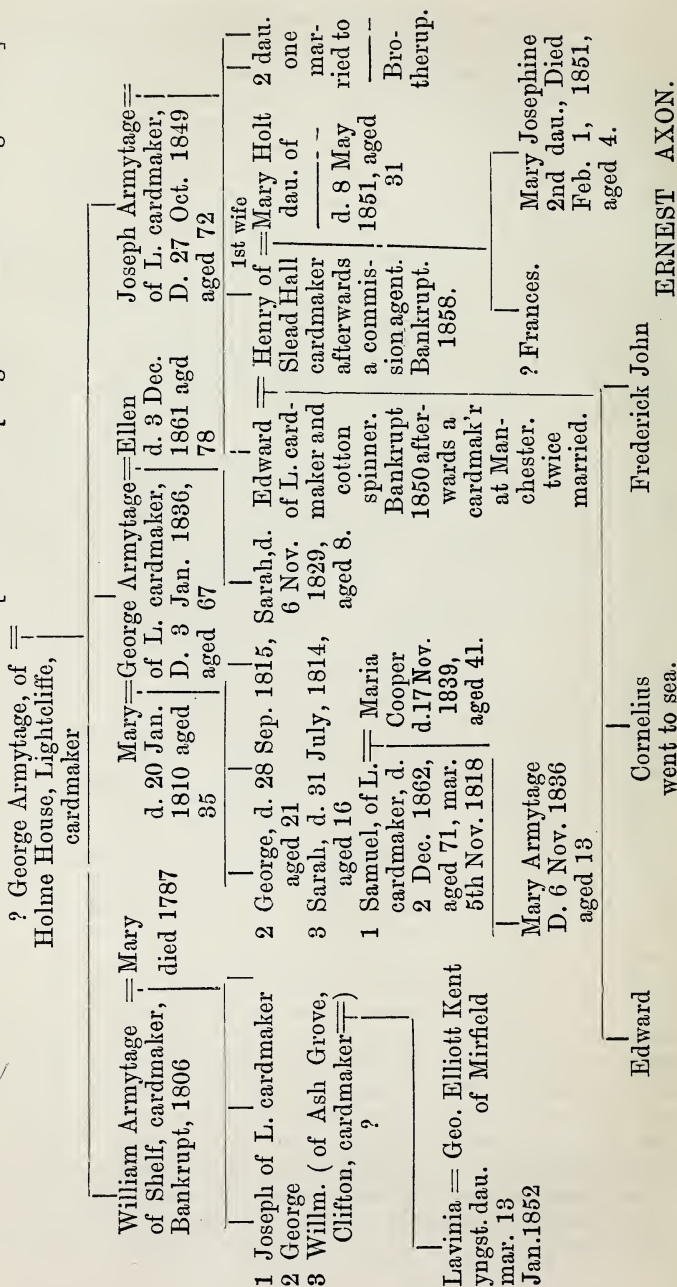 ? George Armytage, of =
Holme House, Lightcliffe,
cardmaker
William Armytage = Mary
of Shelf, cardmaker, died 1787
Bankrupt, 1806
Mary=George Armytage=Ellen
d. 20 Jan. of L. cardmaker, d. 3 Dec.
1810 aged D. 3 Jan. 1836, 1861 agd
35 aged 67 78
Joseph Armytage=
of L. cardmaker,
D. 27 Oct. 1849
aged 72
1 Joseph of L. cardmaker
2 George
3 Willm. (of Ash Grove,
Clifton, cardmaker=)
?
2 George, d. 28 Sep. 1815,
aged 21
3 Sarah, d. 31 July, 1814,
aged 16
1 Samuel, of L. = Maria
cardmaker, d. Cooper
2 Dec. 1862, d. 17 Nov.
aged 71, mar. 1839,
5th Nov. 1818 aged 41.
Sarah, d.
6 Nov.
1829,
aged 8.
Edward =
of L. card-
maker and
cotton
spinner.
Bankrupt
1850 after-
wards a
cardmak'r
at Man-
chester.
twice
married.
1st wife
Henry of =Mary Holt
Slead Hall dau. of
cardmaker —— – –
afterwards d. 8 May
a commis- 1851, aged
sion agent. 31
Bankrupt.
1858.
2 dau.
one
mar-
ried to
——
Bro-
therup.
Lavinia = Geo. Elliott Kent
yngst. dau. of Mirfield
mar. 13
Jan. 1852
Mary Armytage
D. 6 Nov. 1836
aged 13
? Frances.
Mary Josephine
2nd dau., Died
Feb. 1, 1851,
aged 4.
Edward
Cornelius
went to sea.
Frederick John
ERNEST AXON.